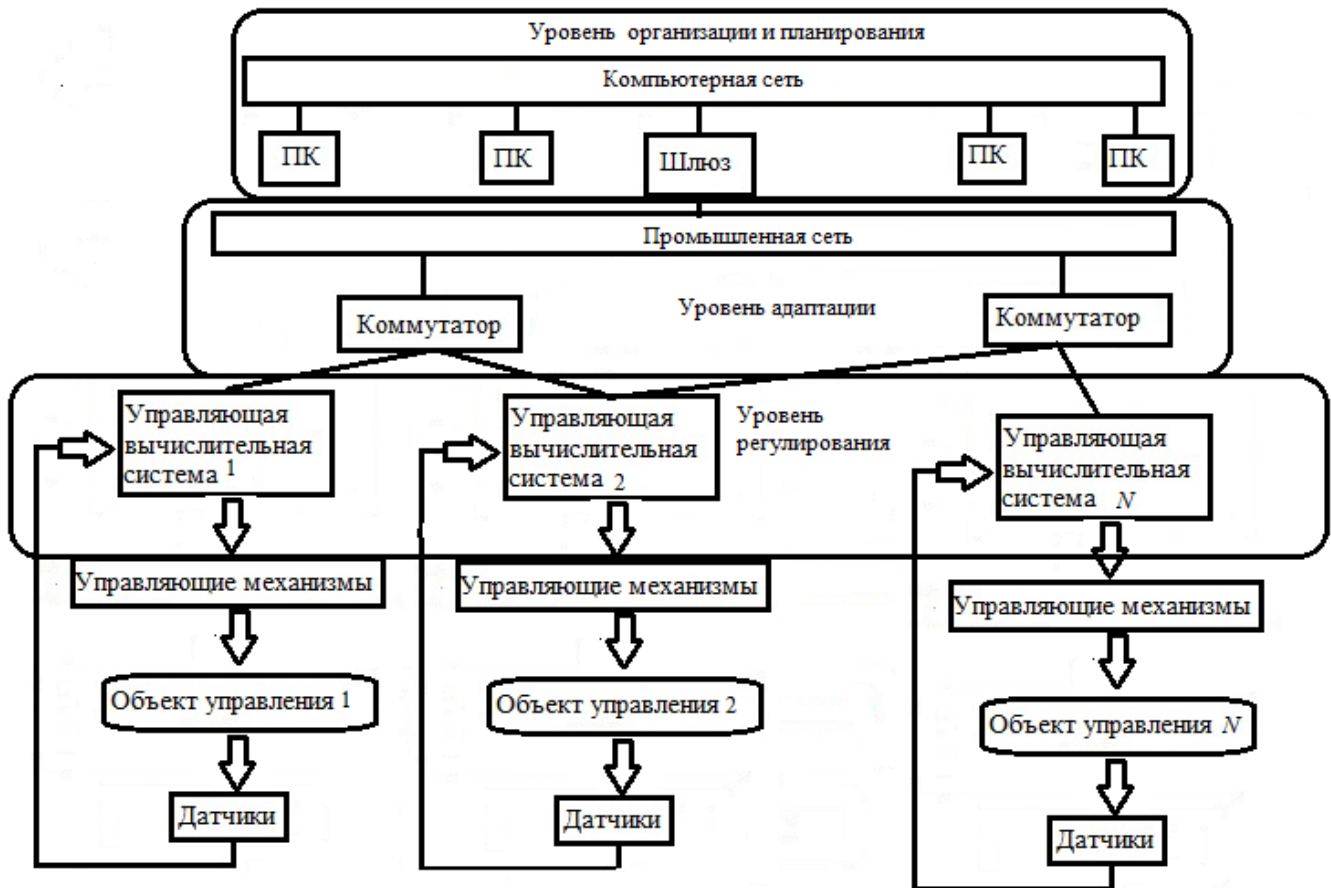 Уровень организации и планирования
Компьютерная сеть
ПК
ПК
Шлюз
ПК
ПК
Промышленная сеть
Уровень адаптации
Коммутатор
Коммутатор
Управляющая
вычислительная
система 1
Управляющая
вычислительная
система 2
Уровень
регулирования
Управляющая
вычислительная
система N
Управляющие механизмы
Управляющие механизмы
Управляющие механизмы
Объект управления 1
Объект управления 2
Объект управления N
Датчики
Датчики
Датчики